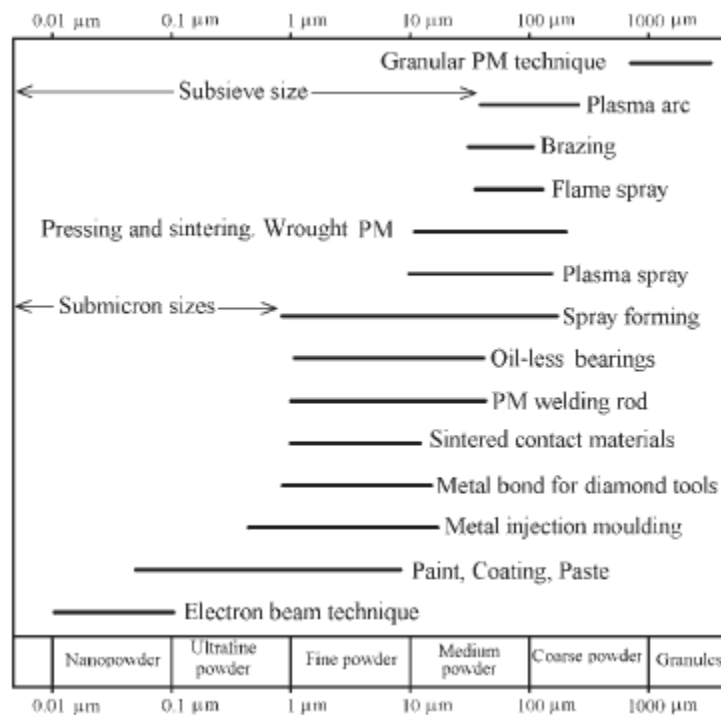 0.01 µm 0.1 µm 1 µm 10 µm 100 µm 1000 µm
Granular PM technique
Subsieve size
Plasma arc
Brazing
Flame spray
Pressing and sintering. Wrought PM
Plasma spray
Submicron sizes
Spray forming
Oil-less bearings
PM welding rod
Sintered contact materials
Metal bond for diamond tools
Metal injection moulding
Paint, Coating, Paste
Electron beam technique
Nanopowder Ultrafine powder Fine powder Medium powder Coarse powder Granules
0.01 µm 0.1 µm 1 µm 10 µm 100 µm 1000 µm